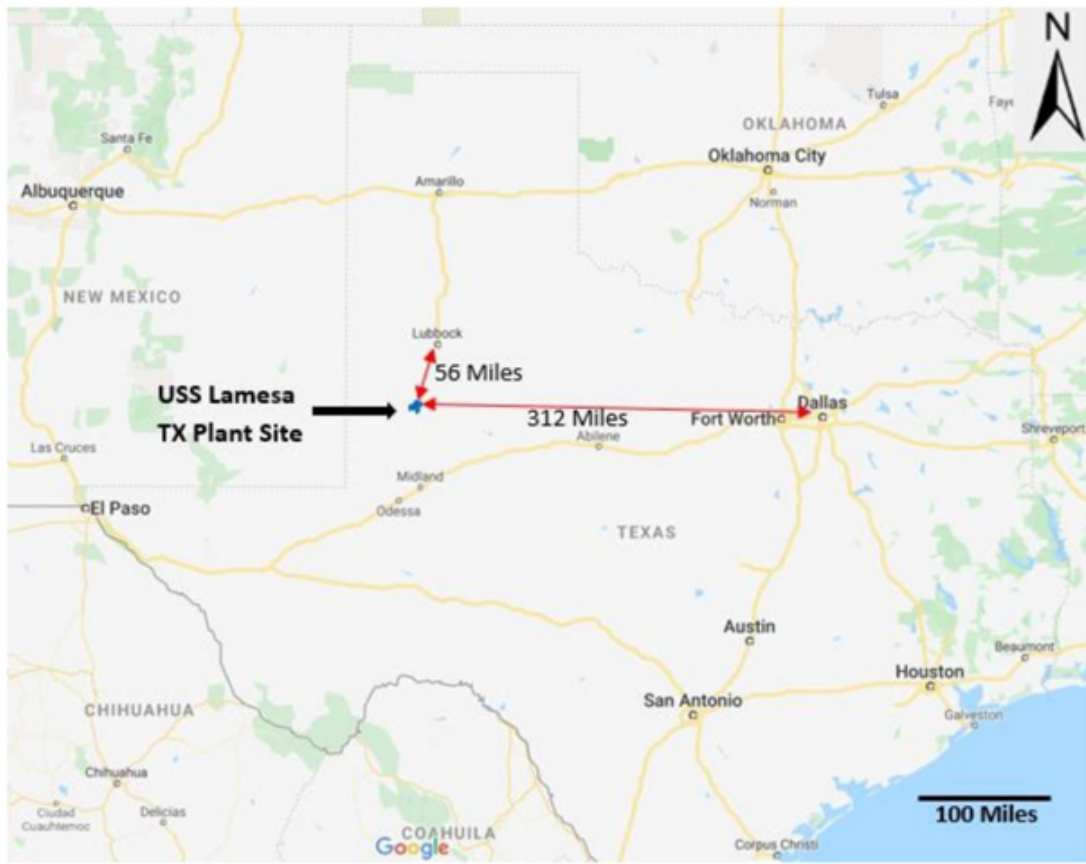 N
Tulsa
Faye
OKLAHOMA
Santa Fe
Oklahoma City
Amarillo
Albuquerque
Norman
NEW MEXICO
Lubbock
56 Miles
USS Lamesa
TX Plant Site
312 Miles
Dallas
Fort Worth
Abilene
Shreveport
Las Cruces
Midland
Odessa
El Paso
TEXAS
Austin
Beaumont
Houston
San Antonio
CHIHUAHUA
Galveston
Chihuahua
Ciudad
Cuauhtemoc
Delicias
100 Miles
COAHUILA
Google
Corpus Christi